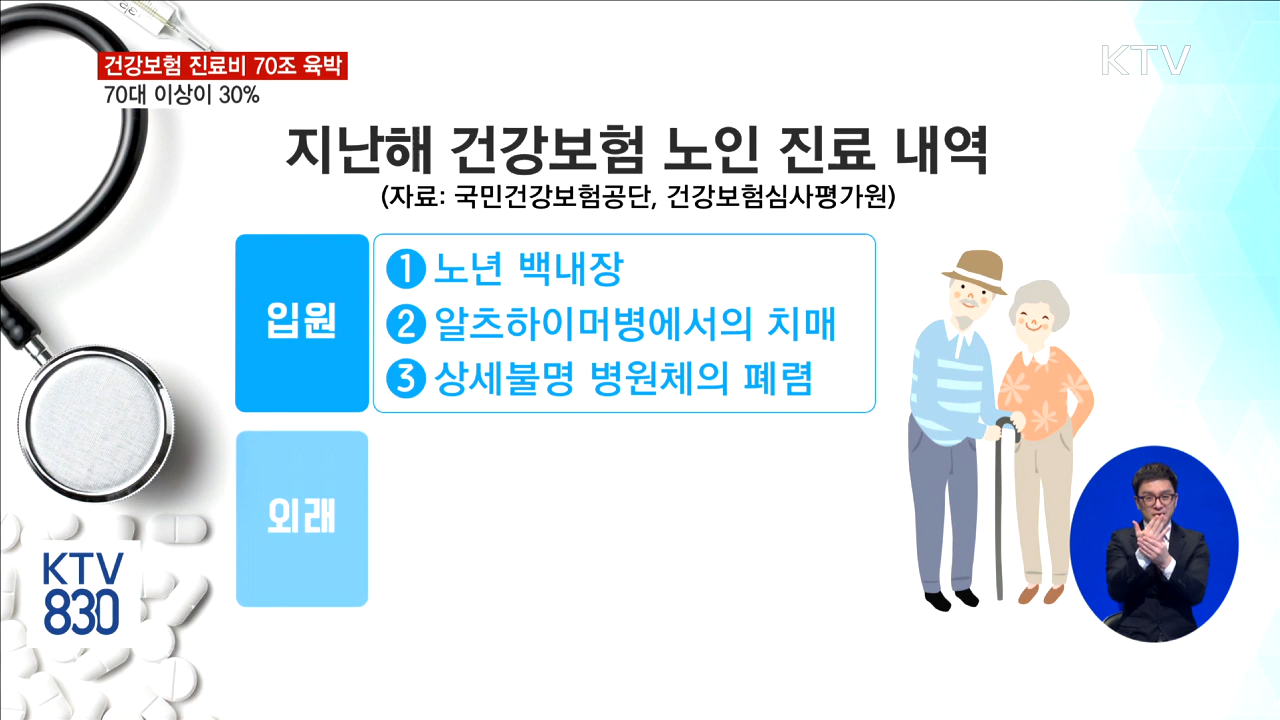 건강보험 진료비 70조 육박
70대 이상이 30%
KTV
지난해 건강보험 노인 진료 내역
(자료: 국민건강보험공단, 건강보험심사평가원)
입원
❶ 노년 백내장
❷ 알츠하이머병에서의 치매
❸ 상세불명 병원체의 폐렴
외래
KTV
830